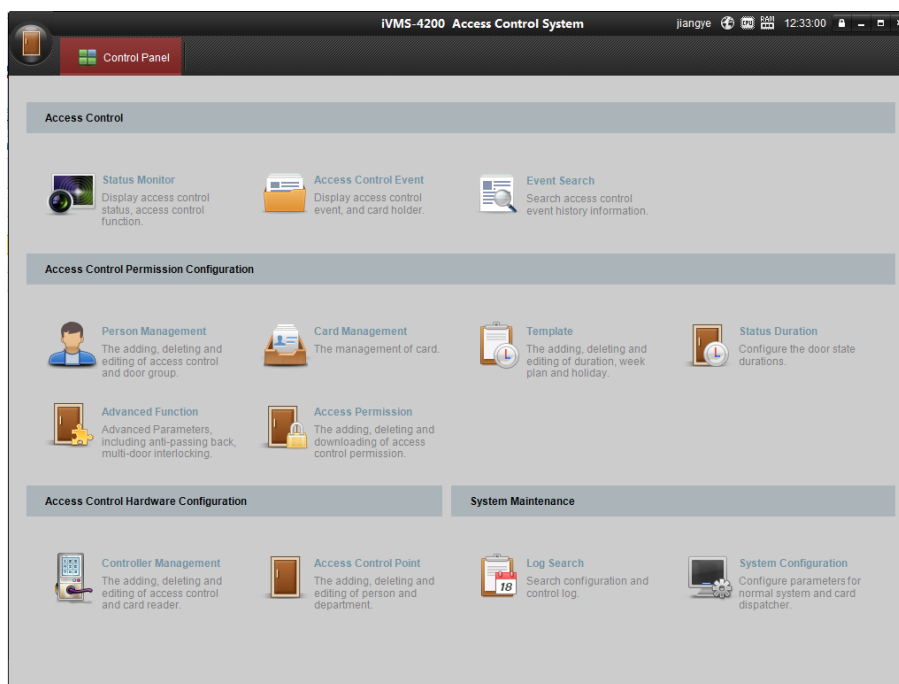 iVMS-4200 Access Control System
jiangye
CPU
RAM
12:33:00
Control Panel
Access Control
Status Monitor
Display access control
status, access control
function.
Access Control Event
Display access control
event, and card holder.
Event Search
Search access control
event history information.
Access Control Permission Configuration
Person Management
The adding, deleting and
editing of access control
and door group.
Card Management
The management of card.
Template
The adding, deleting and
editing of duration, week
plan and holiday.
Status Duration
Configure the door state
durations.
Advanced Function
Advanced Parameters,
including anti-passing back,
multi-door interlocking.
Access Permission
The adding, deleting and
downloading of access
control permission.
Access Control Hardware Configuration
System Maintenance
Controller Management
The adding, deleting and
editing of access control
and card reader.
Access Control Point
The adding, deleting and
editing of person and
department.
Log Search
Search configuration and
control log.
18
System Configuration
Configure parameters for
normal system and card
dispatcher.